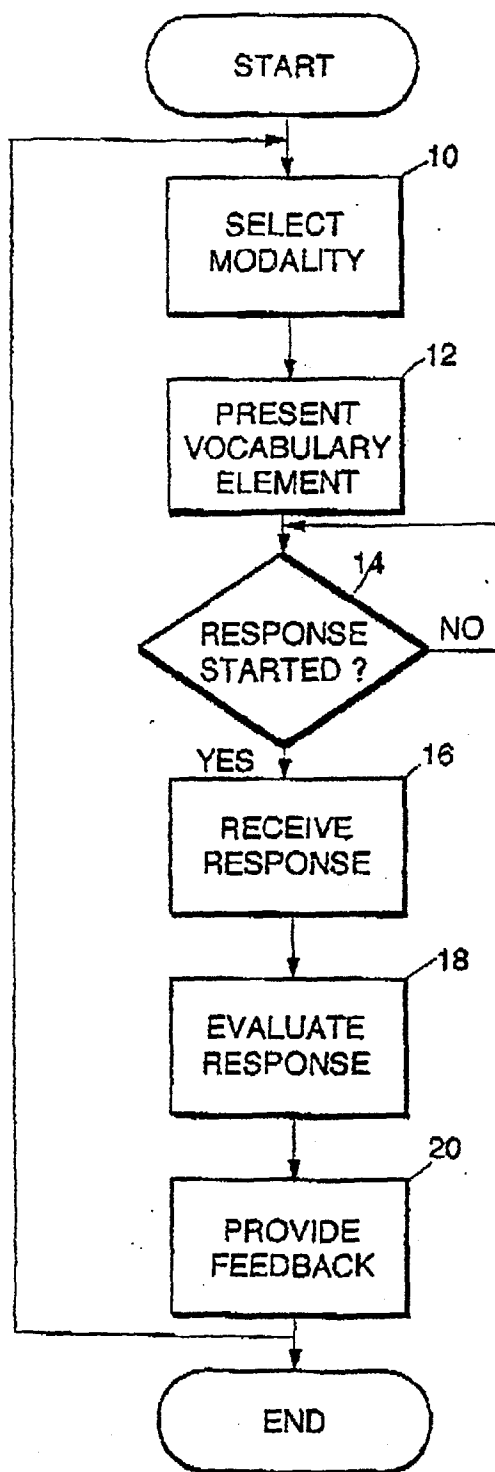 START
10
SELECT
MODALITY
12
PRESENT
VOCABULARY
ELEMENT
14
RESPONSE
STARTED ?
NO
YES
16
RECEIVE
RESPONSE
18
EVALUATE
RESPONSE
20
PROVIDE
FEEDBACK
END